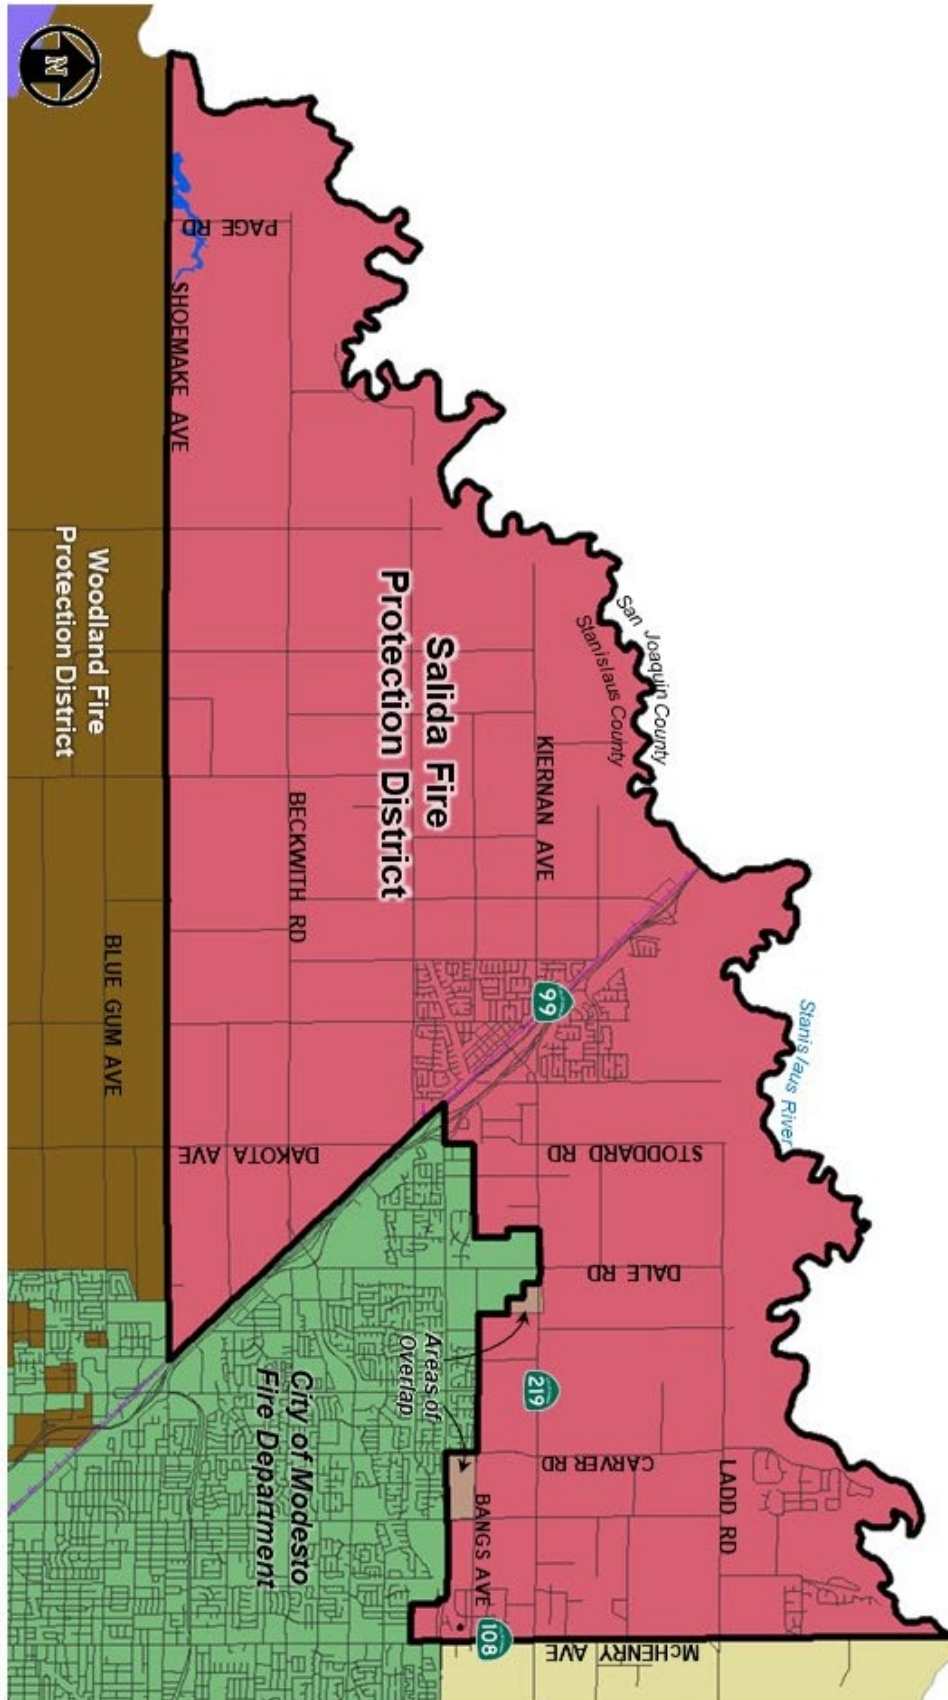 N
San Joaquin County
Stanislaus County
Stanislaus River
LADD RD
McHENRY AVE
STODDARD RD
DALE RD
CARVER RD
219
KIERNAN AVE
99
108
BANGS AVE
Salida Fire
Protection District
Areas of
Overlap
PAGE RD
BECKWITH RD
DAKOTA AVE
City of Modesto
Fire Department
SHOEMAKE AVE
BLUE GUM AVE
Woodland Fire
Protection District